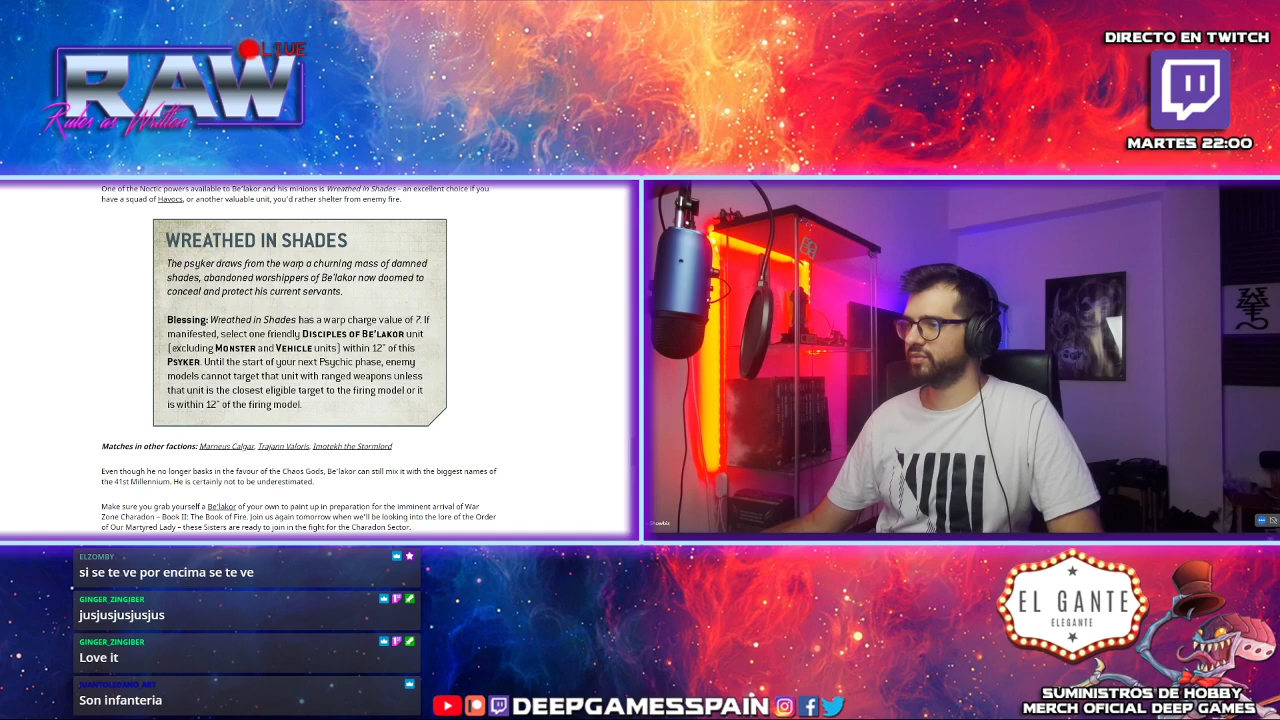 LIVE
RAW
Rules as Written
DIRECTO EN TWITCH
MARTES 22:00
One of the Noctic powers available to Be'lakor and his minions is Wreathed in Shades – an excellent choice if you
have a squad of Havocs, or another valuable unit, you'd rather shelter from enemy fire.
WREATHED IN SHADES
The psyker draws from the warp a churning mass of damned
shades, abandoned worshippers of Be'lakor now doomed to
conceal and protect his current servants.
Blessing: Wreathed in Shades has a warp charge value of 7. If
manifested, select one friendly DISCIPLES OF BE'LAKOR unit
(excluding MONSTER and VEHICLE units) within 12" of this
PSYKER. Until the start of your next Psychic phase, enemy
models cannot target that unit with ranged weapons unless
that unit is the closest eligible target to the firing model or it
is within 12" of the firing model.
Matches in other factions: Marneus Calgar, Trajann Valoris, Imotekh the Stormlord
Even though he no longer basks in the favour of the Chaos Gods, Be'lakor can still mix it with the biggest names of
the 41st Millennium. He is certainly not to be underestimated.
Make sure you grab yourself a Be'lakor of your own to paint up in preparation for the imminent arrival of War
Zone Charadon – Book II: The Book of Fire. Join us again tomorrow when we'll be looking into the lore of the Order
of Our Martyred Lady – these Sisters are ready to join in the fight for the Charadon Sector.
ELZOMBY
si se te ve por encima se te ve
GINGER_ZINGIBER
jusjusjusjusjus
GINGER_ZINGIBER
Love it
JUANTOLEDANO_ART
Son infanteria
DEEPGAMESSPAIN
EL GANTE
ELEGANTE
SUMINISTROS DE HOBBY
MERCH OFICIAL DEEP GAMES